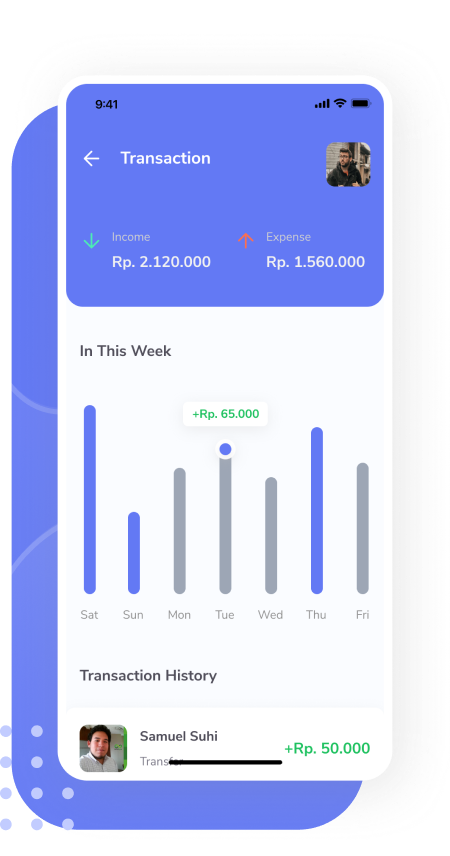 9:41
Transaction
Income
Expense
Rp. 2.120.000
Rp. 1.560.000
In This Week
+Rp. 65.000
Sat Sun Mon Tue Wed Thu Fri
Transaction History
Samuel Suhi
+Rp. 50.000
Transfer